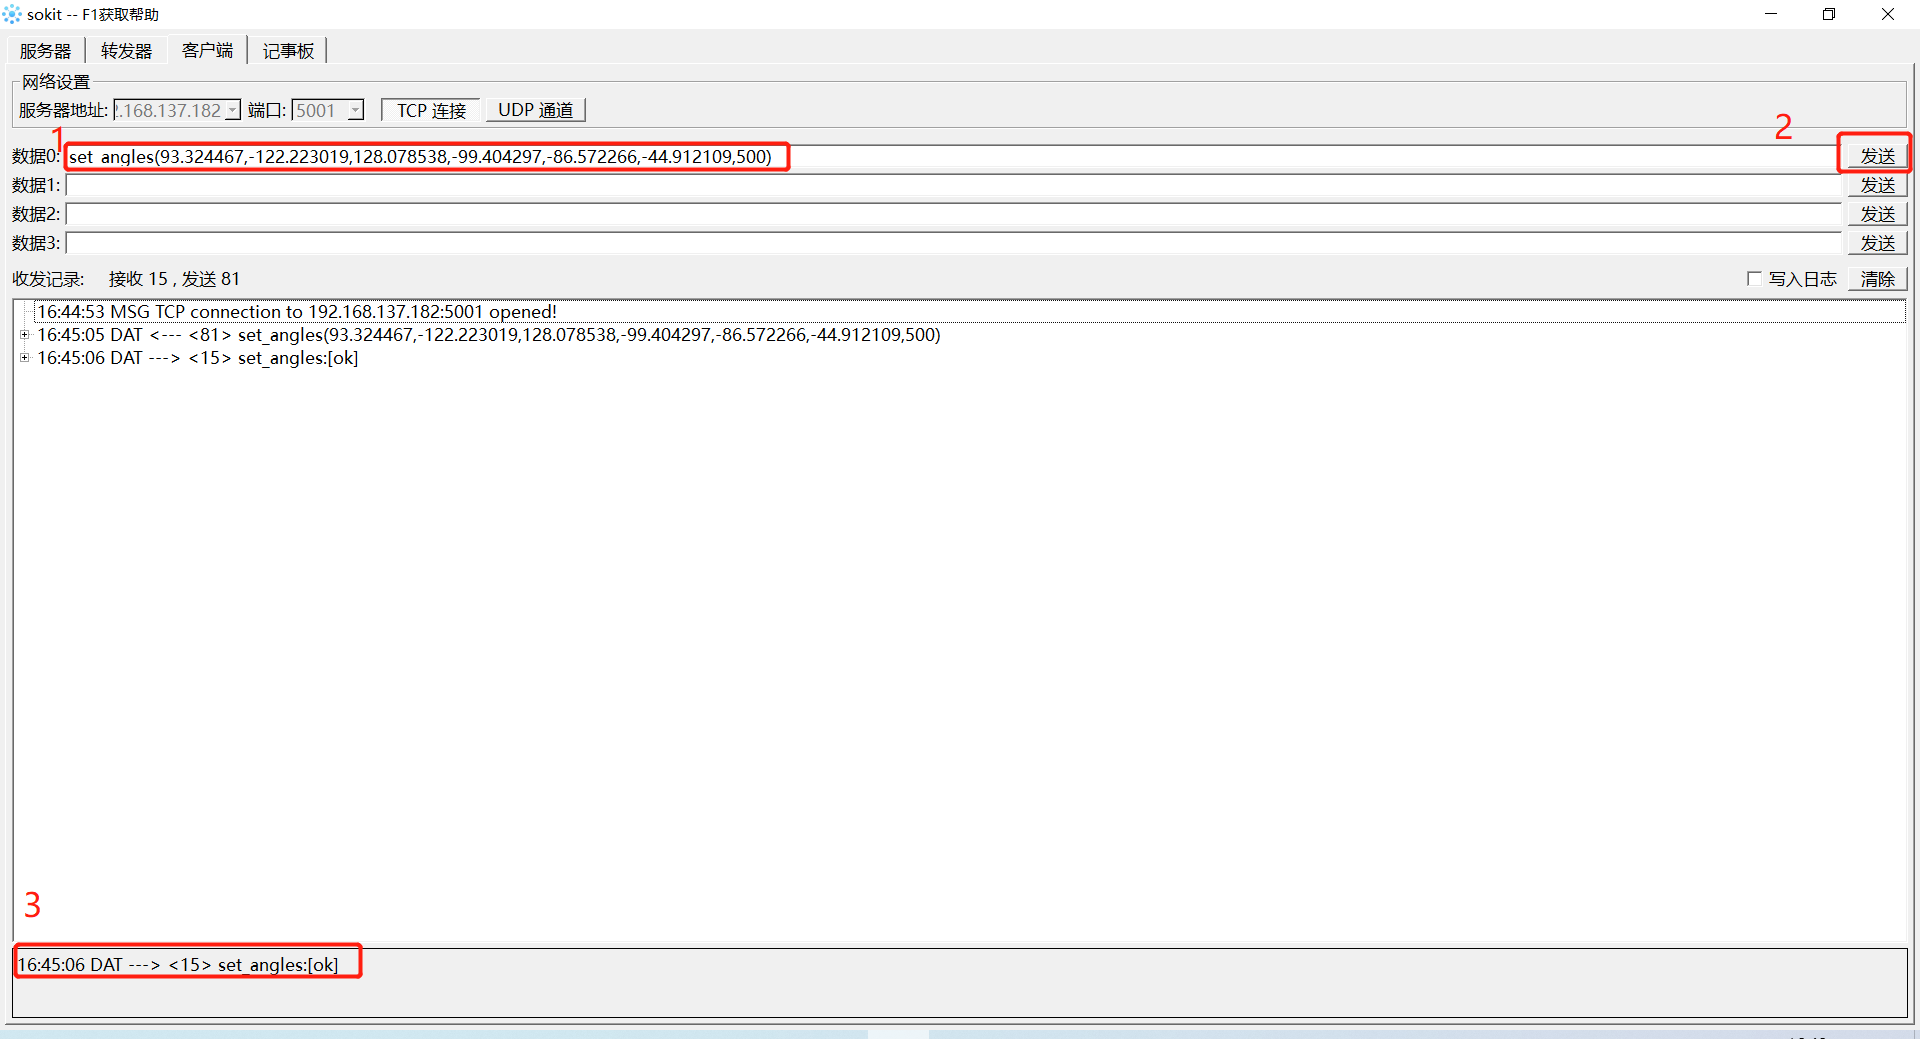 sokit -- F1获取帮助
服务器 转发器 客户端 记事板
网络设置
服务器地址: .168.137.182 端口: 5001 TCP 连接 UDP 通道
1
2
数据0: set_angles(93.324467,-122.223019,128.078538,-99.404297,-86.572266,-44.912109,500) 发送
数据1: 发送
数据2: 发送
数据3: 发送
收发记录: 接收 15 , 发送 81 写入日志 清除
16:44:53 MSG TCP connection to 192.168.137.182:5001 opened!
16:45:05 DAT <--- <81> set_angles(93.324467,-122.223019,128.078538,-99.404297,-86.572266,-44.912109,500)
16:45:06 DAT ---> <15> set_angles:[ok]
3
16:45:06 DAT ---> <15> set_angles:[ok]